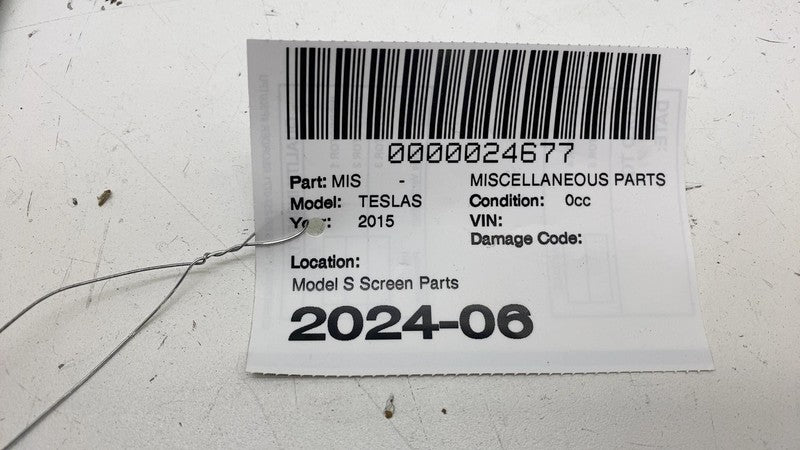 0000024677
Part: MIS - MISCELLANEOUS PARTS
Model: TESLAS Condition: 0cc
Year: 2015 VIN:
Damage Code:
Location:
Model S Screen Parts
2024-06